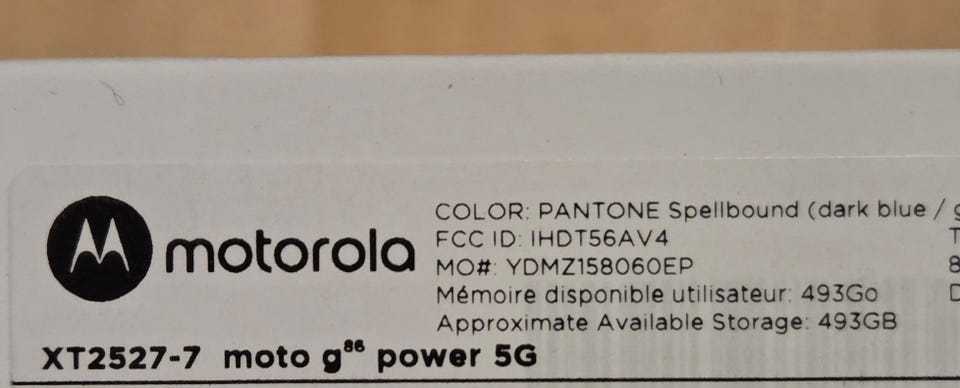 motorola
COLOR: PANTONE Spellbound (dark blue / g
FCC ID: IHDT56AV4
MO#: YDMZ158060EP
Mémoire disponible utilisateur: 493Go
Approximate Available Storage: 493GB
XT2527-7 moto g86 power 5G